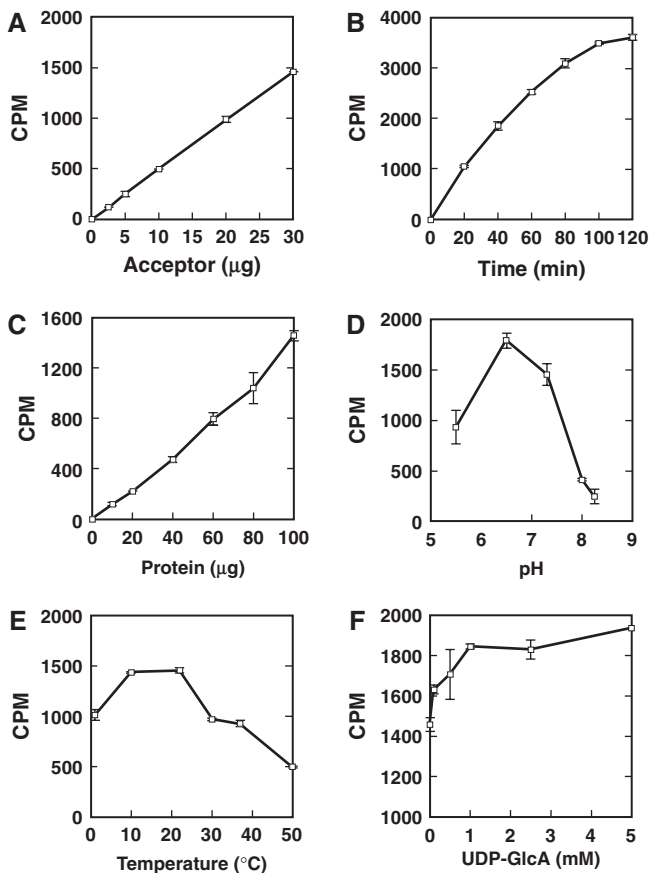 A
2000
1500
1000
500
0
CPM
0 5 10 15 20 25 30
Acceptor (μg)
B
4000
3000
2000
1000
0
CPM
0 20 40 60 80 100 120
Time (min)
C
1600
1200
800
400
0
CPM
0 20 40 60 80 100
Protein (μg)
D
2000
1500
1000
500
0
CPM
5 6 7 8 9
pH
E
2000
1500
1000
500
0
CPM
0 10 20 30 40 50
Temperature (°C)
F
2000
1800
1600
1400
1200
1000
CPM
0 1 2 3 4 5
UDP-GlcA (mM)